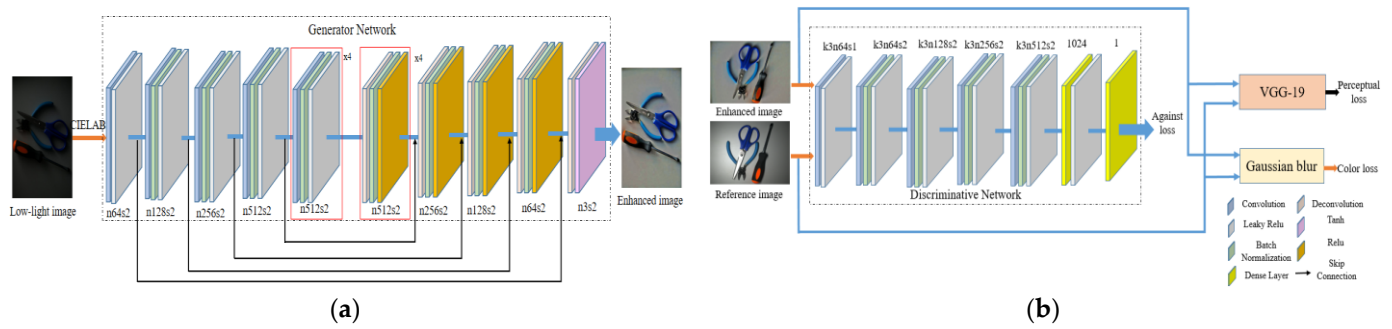 Generator Network
x4
x4
CIELAB
Low-light image
n64s2
n128s2
n256s2
n512s2
n512s2
n512s2
n256s2
n128s2
n64s2
n3s2
Enhanced image
(a)
k3n64s1
k3n64s2
k3n128s2
k3n256s2
k3n512s2
1024
1
Enhanced image
Reference image
Discriminative Network
Against
loss
VGG-19
Perceptual
loss
Gaussian blur
Color loss
Convolution
Deconvolution
Leaky Relu
Tanh
Batch
Normalization
Relu
Dense Layer
Skip
Connection
(b)